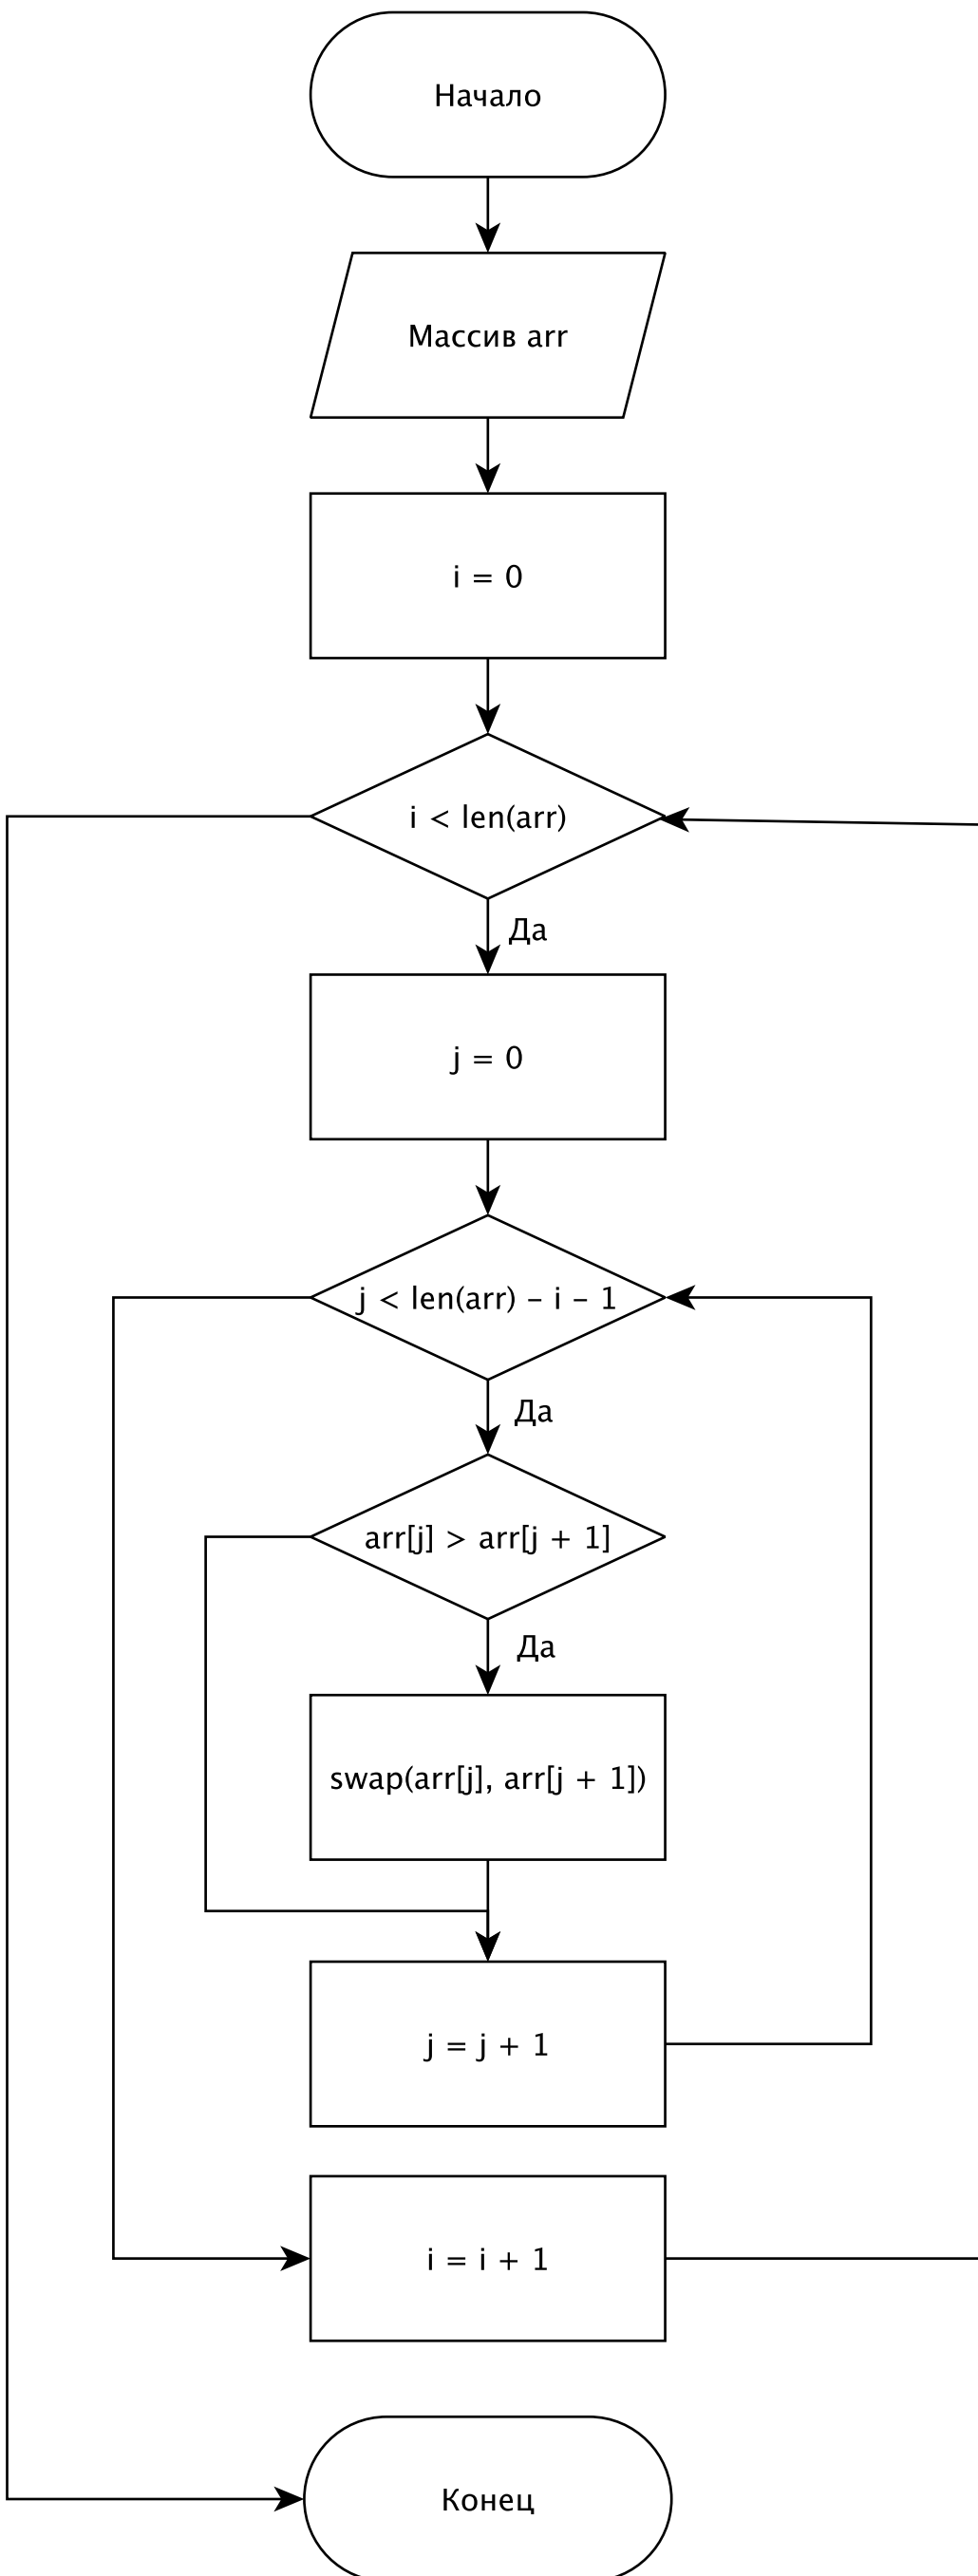 Начало
Массив arr
i = 0
i < len(arr)
Да
j = 0
j < len(arr) – i – 1
Да
arr[j] > arr[j + 1]
Да
swap(arr[j], arr[j + 1])
j = j + 1
i = i + 1
Конец